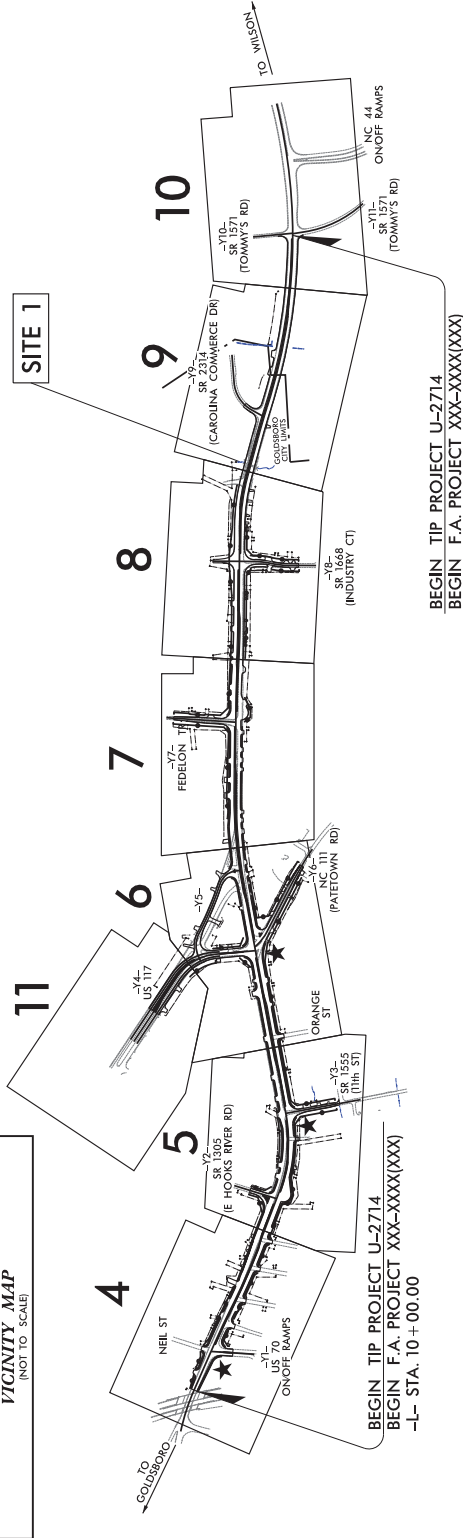 VICINITY MAP
(NOT TO SCALE)
TO
GOLDSBORO
4
NEIL ST
-Y1-
US 70
ON/OFF RAMPS
BEGIN TIP PROJECT U-2714
BEGIN F.A. PROJECT XXX-XXXX(XXX)
-L- STA. 10+00.00
5
-Y2-
SR 1305
(E HOOKS RIVER RD)
-Y3-
SR 1555
(11th ST)
11
-Y4-
US 117
6
-Y5-
ORANGE
ST
-Y6-
NC 111
(PATETOWN RD)
7
-Y7-
FEDELON TR
8
-Y8-
SR 1668
(INDUSTRY CT)
SITE 1
9
-Y9-
SR 2314
(CAROLINA COMMERCE DR)
GOLDSBORO
CITY LIMITS
10
-Y10-
SR 1571
(TOMMY'S RD)
-Y11-
SR 1571
(TOMMY'S RD)
NC 44
ON/OFF RAMPS
TO WILSON
BEGIN TIP PROJECT U-2714
BEGIN F.A. PROJECT XXX-XXXX(XXX)